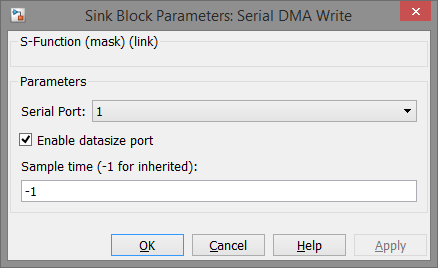 Sink Block Parameters: Serial DMA Write
S-Function (mask) (link)
Parameters
Serial Port: 1
Enable datasize port
Sample time (-1 for inherited):
-1
OK Cancel Help Apply